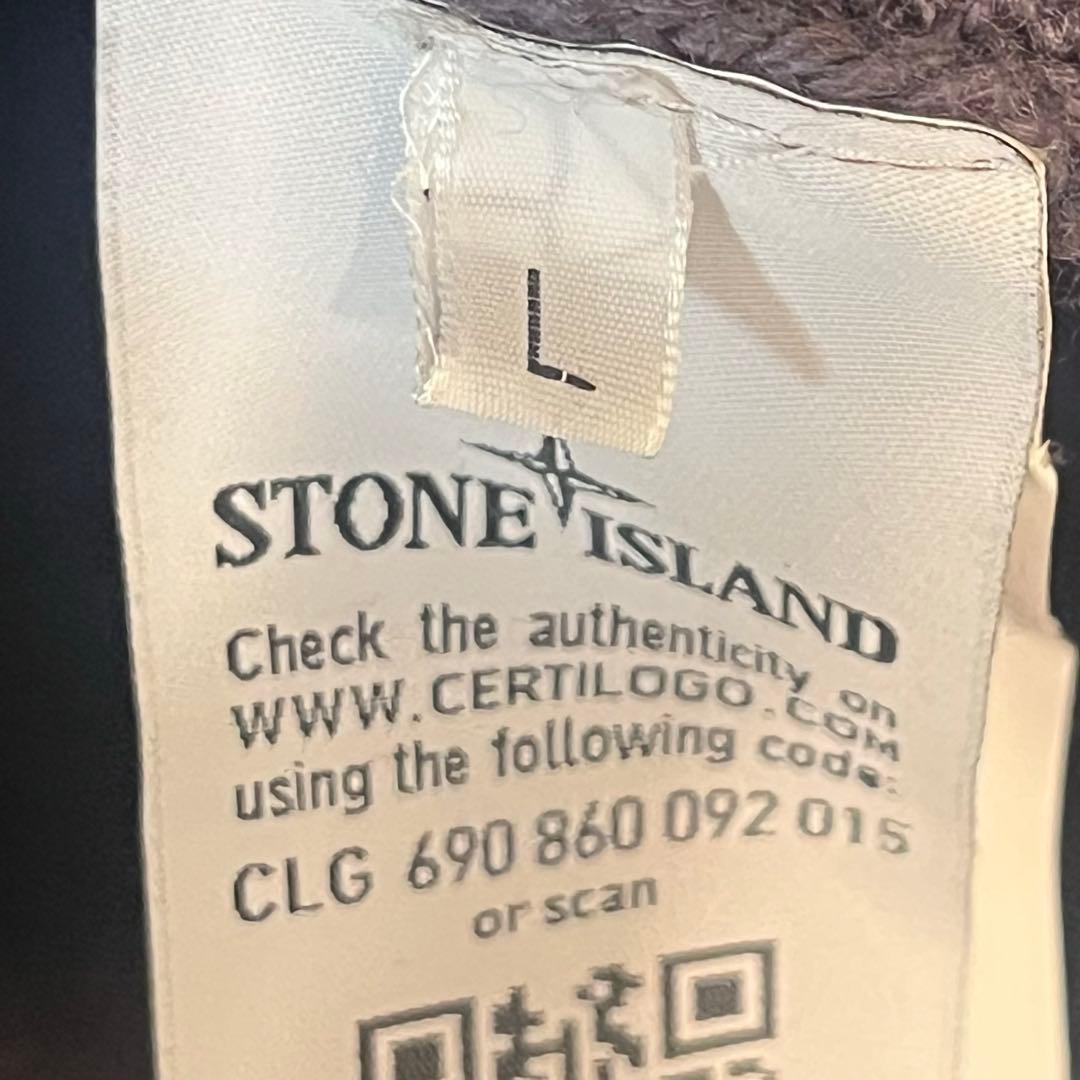 L
STONE ISLAND
Check the authenticity on
WWW.CERTILOGO.COM
using the following code:
CLG 690 860 092 015
or scan